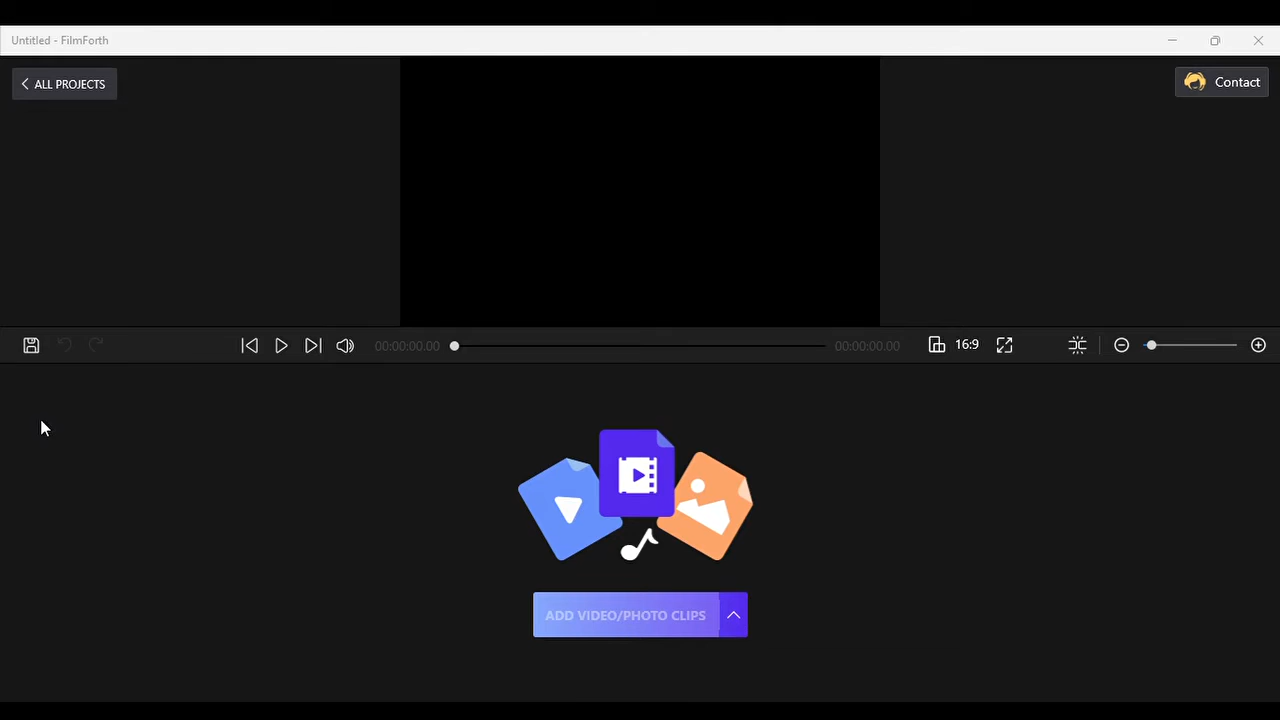 Untitled - FilmForth
ALL PROJECTS
Contact
00:00:00.00
00:00:00.00
16:9
ADD VIDEO/PHOTO CLIPS